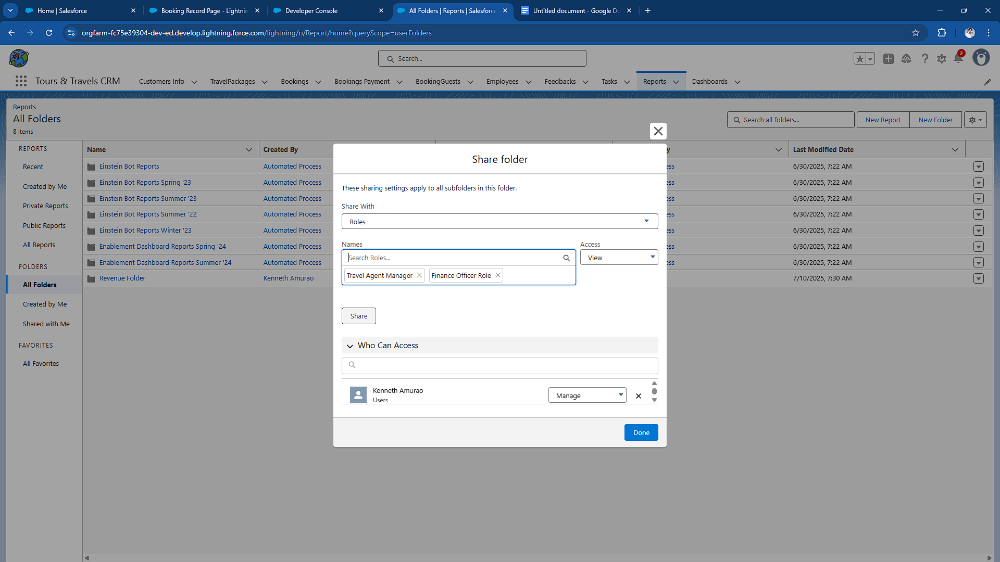 Home | Salesforce
Booking Record Page - Lightnin
Developer Console
All Folders | Reports | Salesforce
Untitled document - Google Do
orgfarm-fc75e39304-dev-ed.develop.lightning.force.com/lightning/o/Report/home?queryScope=userFolders
Search...
2
Tours & Travels CRM
Customers Info
TravelPackages
Bookings
Bookings Payment
BookingGuests
Employees
Feedbacks
Tasks
Reports
Dashboards
Reports
All Folders
8 items
Search all folders...
New Report
New Folder
REPORTS
Recent
Created by Me
Private Reports
Public Reports
All Reports
FOLDERS
All Folders
Created by Me
Shared with Me
FAVORITES
All Favorites
Name Created By y Last Modified Date
Einstein Bot Reports Automated Process ess 6/30/2025, 7:22 AM
Einstein Bot Reports Spring '23 Automated Process ess 6/30/2025, 7:22 AM
Einstein Bot Reports Summer '23 Automated Process ess 6/30/2025, 7:22 AM
Einstein Bot Reports Summer '22 Automated Process ess 6/30/2025, 7:22 AM
Einstein Bot Reports Winter '23 Automated Process ess 6/30/2025, 7:22 AM
Enablement Dashboard Reports Spring '24 Automated Process ess 6/30/2025, 7:22 AM
Enablement Dashboard Reports Summer '24 Automated Process ess 6/30/2025, 7:22 AM
Revenue Folder Kenneth Amurao 7/10/2025, 7:30 AM
Share folder
These sharing settings apply to all subfolders in this folder.
Share With
Roles
Names
Access
Search Roles...
View
Travel Agent Manager
Finance Officer Role
Share
Who Can Access
Kenneth Amurao
Users
Manage
Done